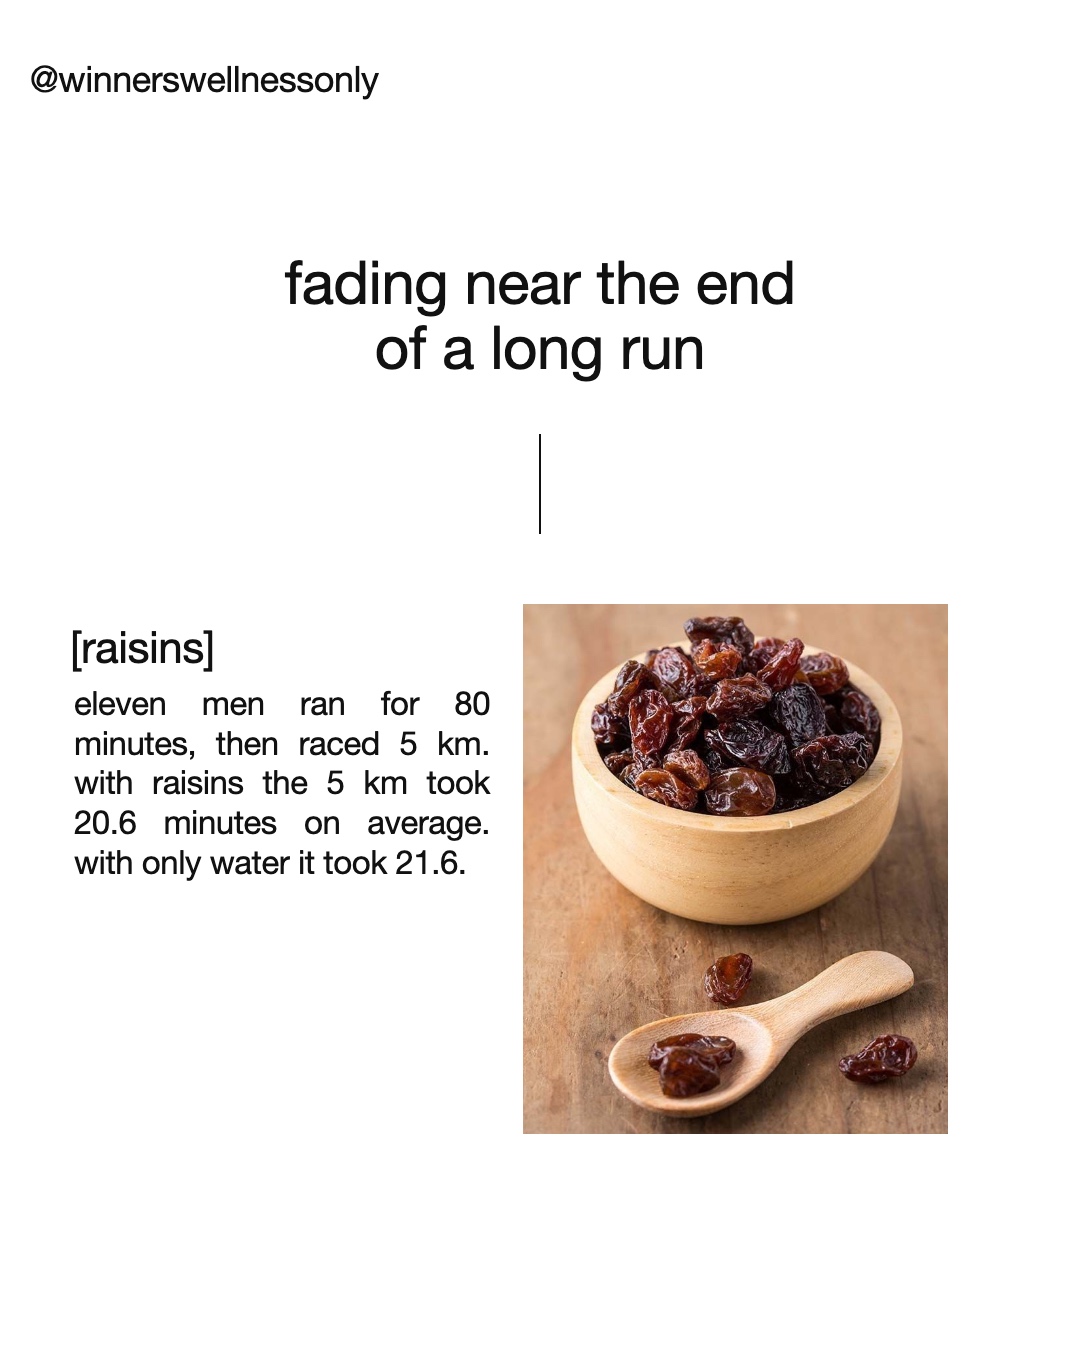 @winnerswellnessonly
fading near the end
of a long run
[raisins]
eleven men ran for 80
minutes, then raced 5 km.
with raisins the 5 km took
20.6 minutes on average.
with only water it took 21.6.